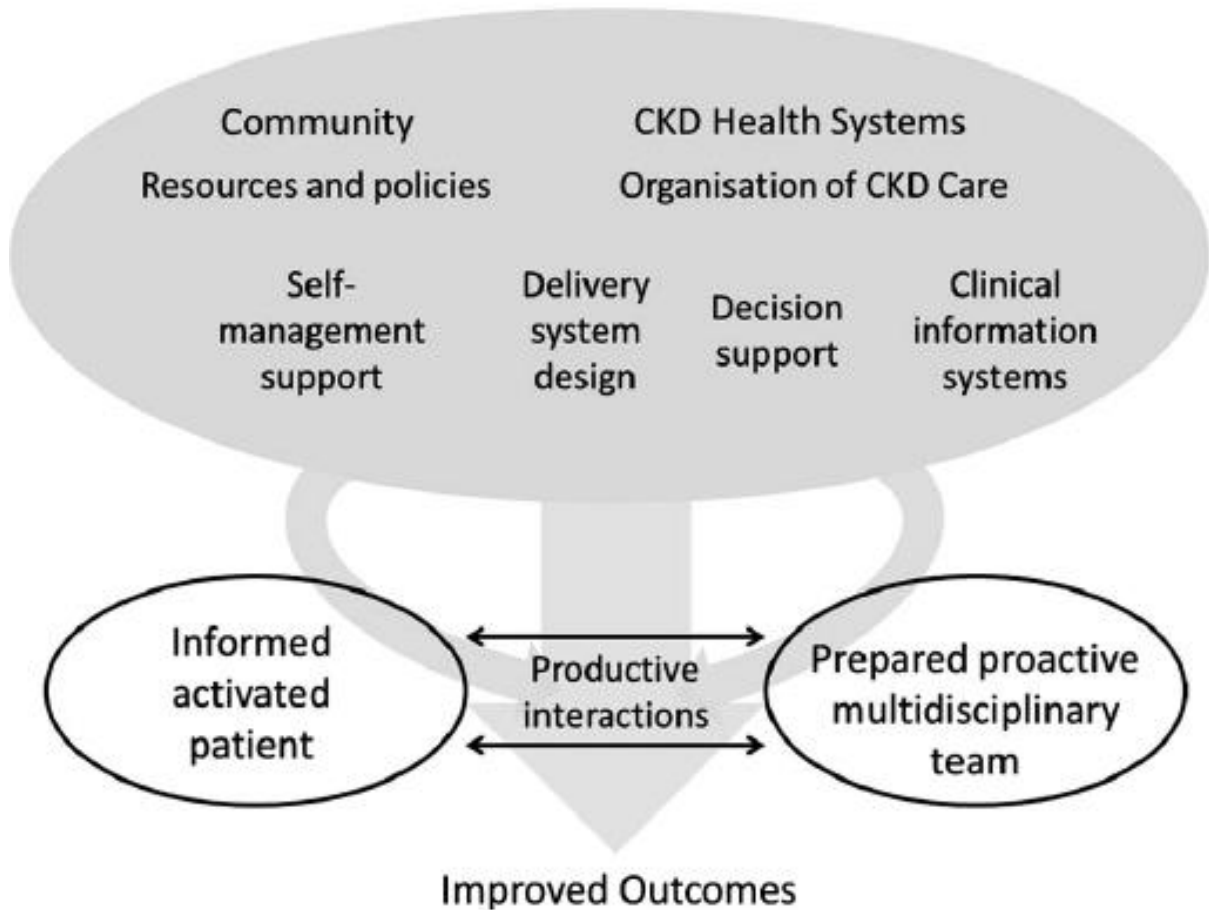 Community
Resources and policies
CKD Health Systems
Organisation of CKD Care
Self-
management
support
Delivery
system
design
Decision
support
Clinical
information
systems
Informed
activated
patient
Productive
interactions
Prepared proactive
multidisciplinary
team
Improved Outcomes